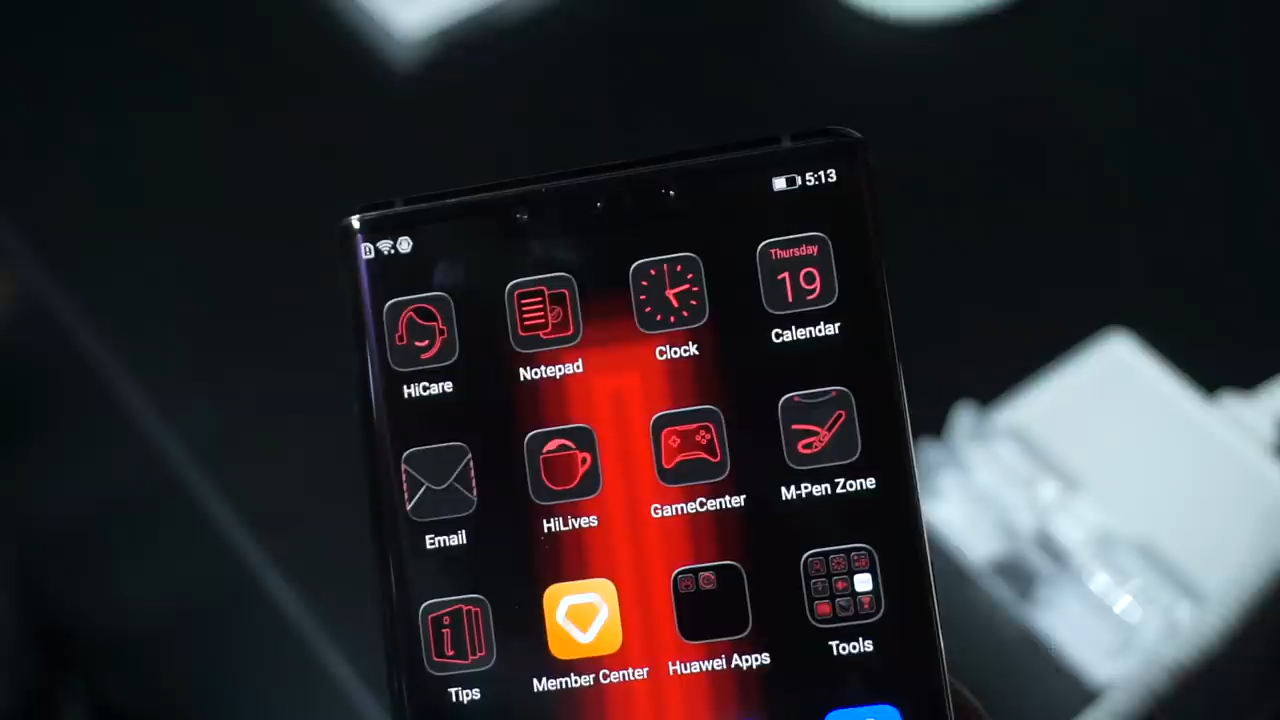 5:13
HiCare
Notepad
Clock
Thursday
19
Calendar
Email
HiLives
GameCenter
M-Pen Zone
i
Tips
Member Center
Huawei Apps
Tools